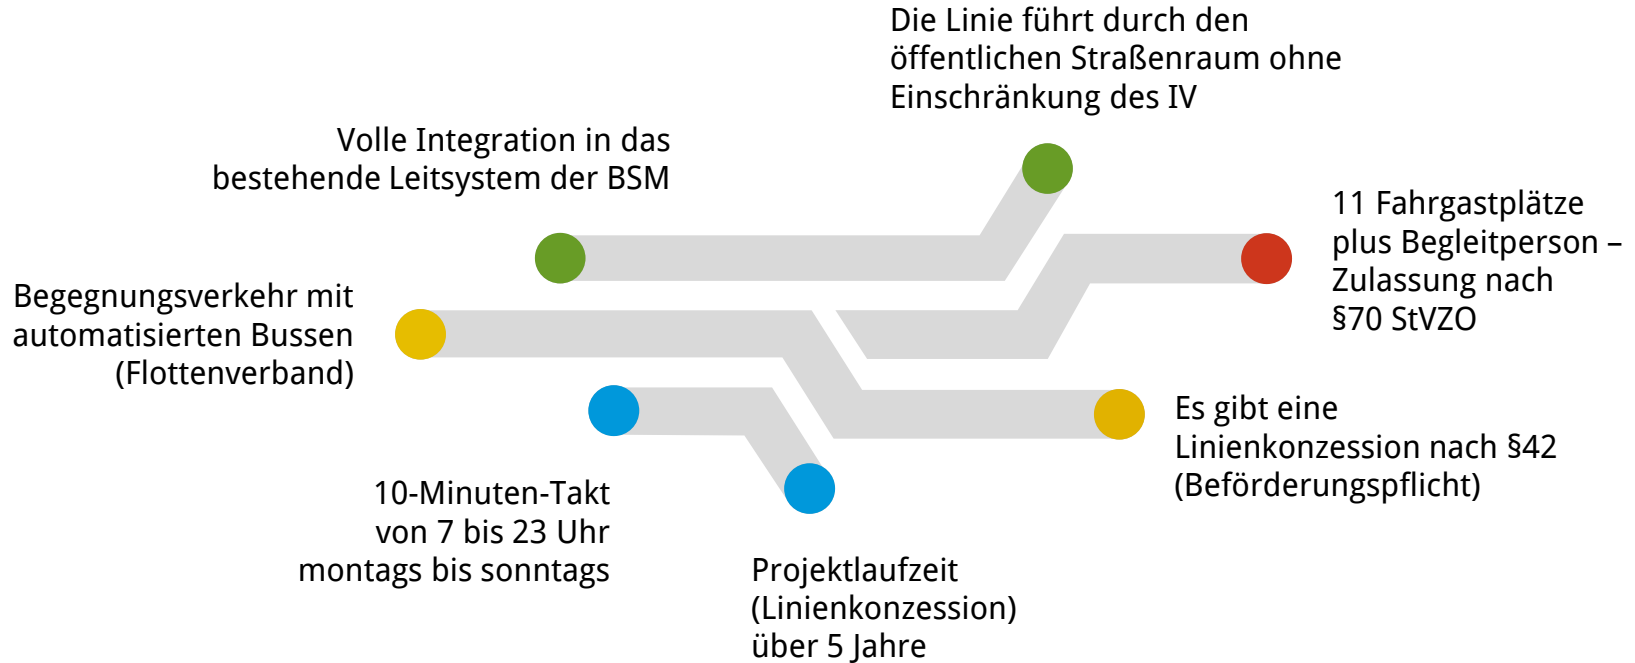 Die Linie führt durch den
öffentlichen Straßenraum ohne
Einschränkung des IV
Volle Integration in das
bestehende Leitsystem der BSM
11 Fahrgastplätze
plus Begleitperson –
Zulassung nach
§70 StVZO
Begegnungsverkehr mit
automatisierten Bussen
(Flottenverband)
Es gibt eine
Linienkonzession nach §42
(Beförderungspflicht)
10-Minuten-Takt
von 7 bis 23 Uhr
montags bis sonntags
Projektlaufzeit
(Linienkonzession)
über 5 Jahre